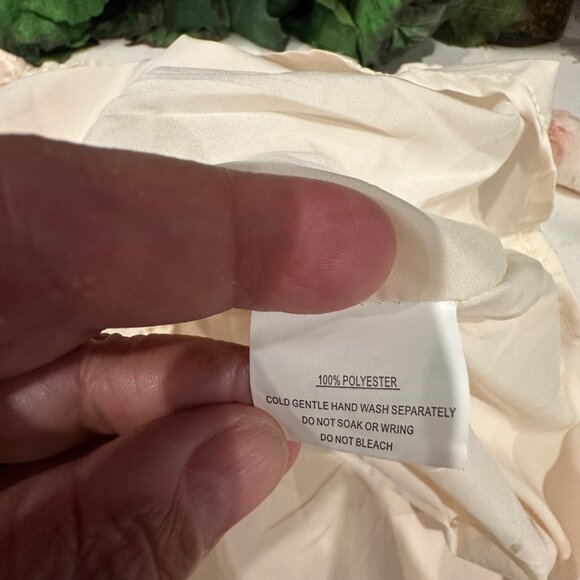 100% POLYESTER
COLD GENTLE HAND WASH SEPARATELY
DO NOT SOAK OR WRING
DO NOT BLEACH